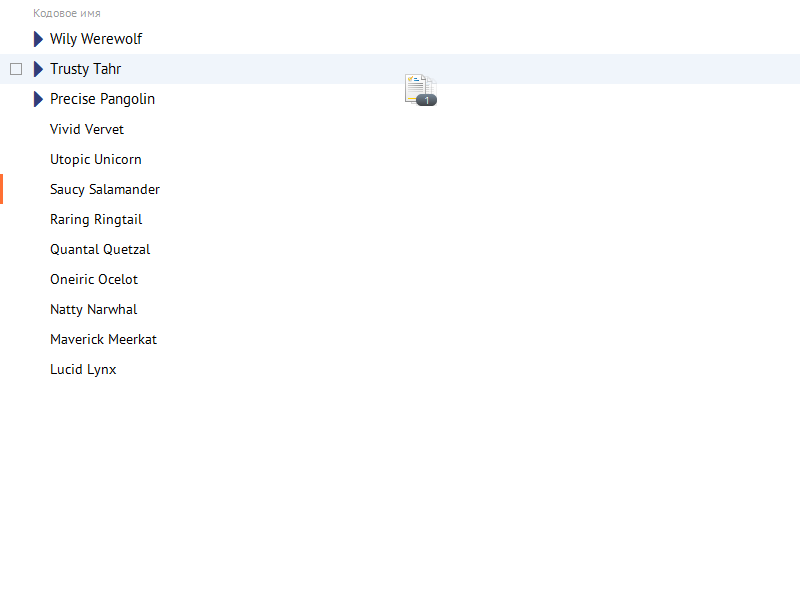 Кодовое имя
Wily Werewolf
Trusty Tahr
1
Precise Pangolin
Vivid Vervet
Utopic Unicorn
Saucy Salamander
Raring Ringtail
Quantal Quetzal
Oneiric Ocelot
Natty Narwhal
Maverick Meerkat
Lucid Lynx